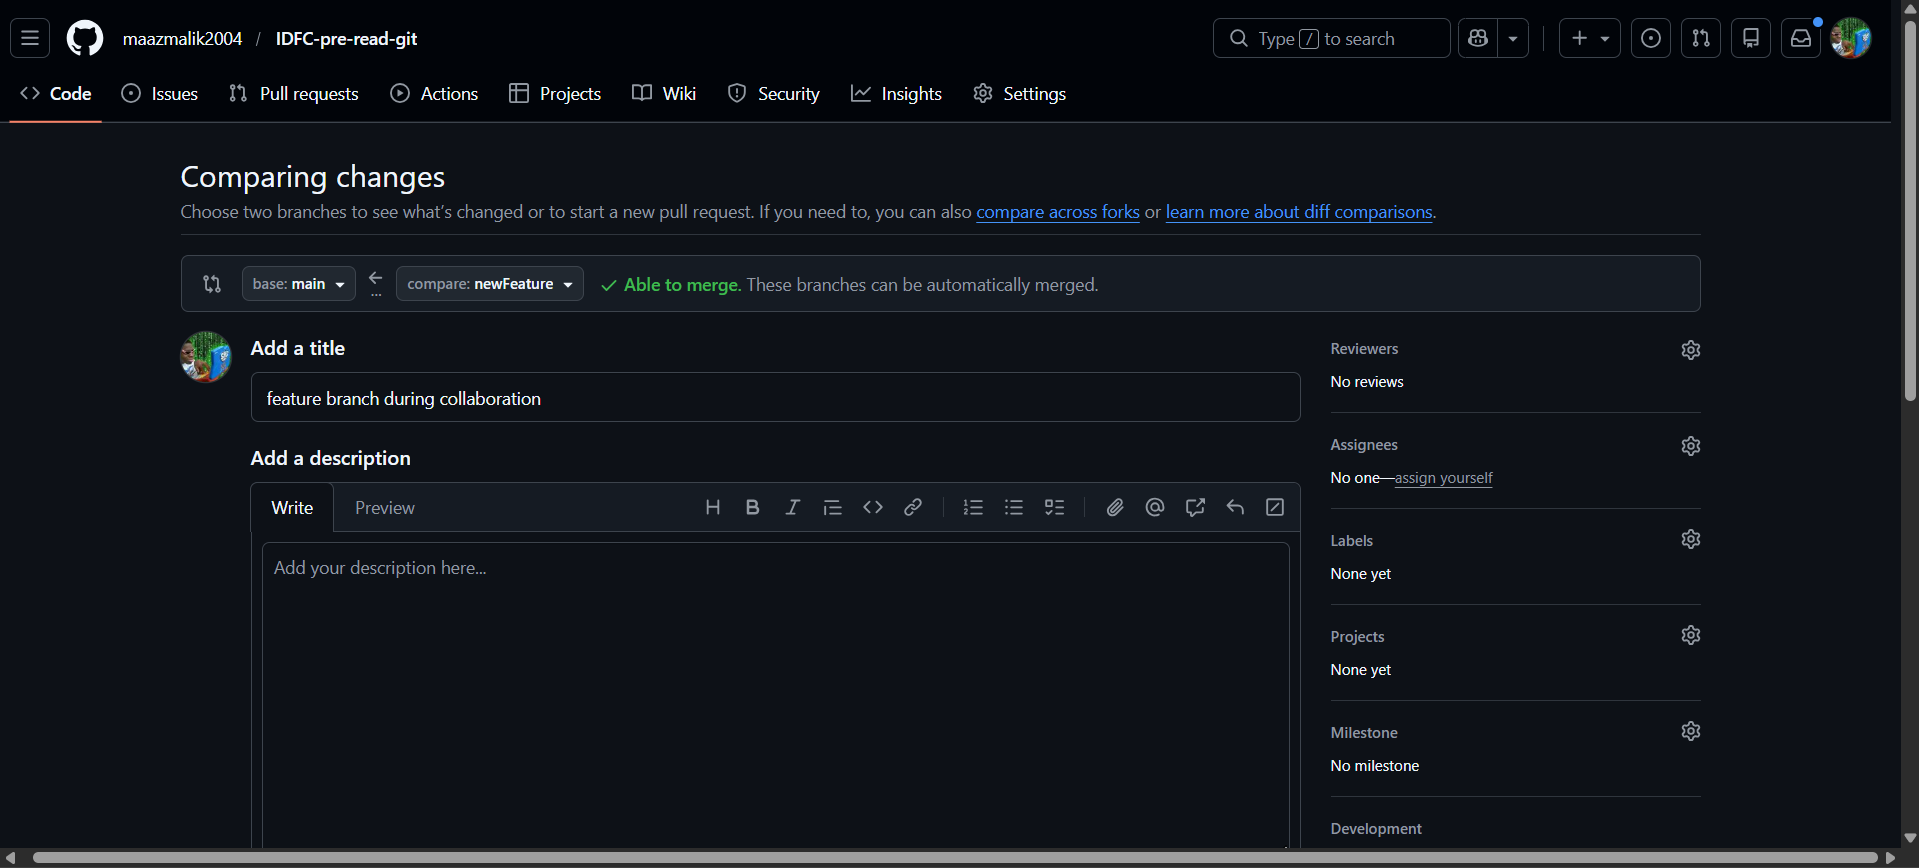 maazmalik2004 / IDFC-pre-read-git
Type / to search
Code Issues Pull requests Actions Projects Wiki Security Insights Settings
Comparing changes
Choose two branches to see what's changed or to start a new pull request. If you need to, you can also compare across forks or learn more about diff comparisons.
base: main ... compare: newFeature Able to merge. These branches can be automatically merged.
Add a title
feature branch during collaboration
Add a description
Write Preview
Add your description here...
Reviewers
No reviews
Assignees
No one—assign yourself
Labels
None yet
Projects
None yet
Milestone
No milestone
Development